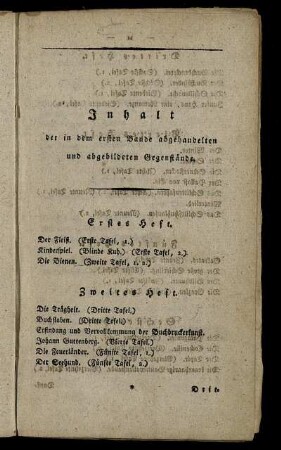 Inhalt
der in dem ersten Bande abgehandelten
und abgebildeten Gegenstände.
Erstes Heft.
Der Fleiß. (Erste Tafel, 1.)
Kinderspiel. (Blinde Kuh.) (Erste Tafel, 2.)
Die Bienen. (Zweite Tafel, 1. 2.)
Zweites Heft.
Die Trägheit. (Dritte Tafel.)
Buchstaben. (Dritte Tafel.)
Erfindung und Vervollkommung der Buchdruckerkunst.
Johann Guttenberg. (Vierte Tafel.)
Die Feuerländer. (Fünfte Tafel, 1.)
Der Seehund. (Fünfte Tafel, 2.)
* Drit-